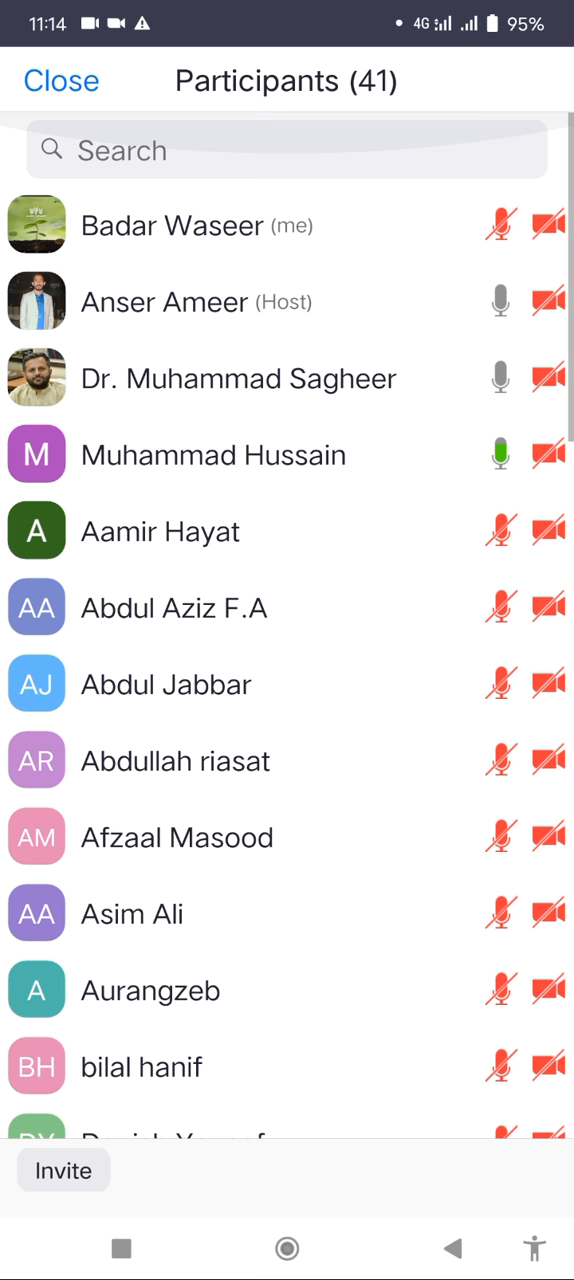 11:14 4G 95%
Close Participants (41)
Search
Badar Waseer (me)
Anser Ameer (Host)
Dr. Muhammad Sagheer
M Muhammad Hussain
A Aamir Hayat
AA Abdul Aziz F.A
AJ Abdul Jabbar
AR Abdullah riasat
AM Afzaal Masood
AA Asim Ali
A Aurangzeb
BH bilal hanif
Invite